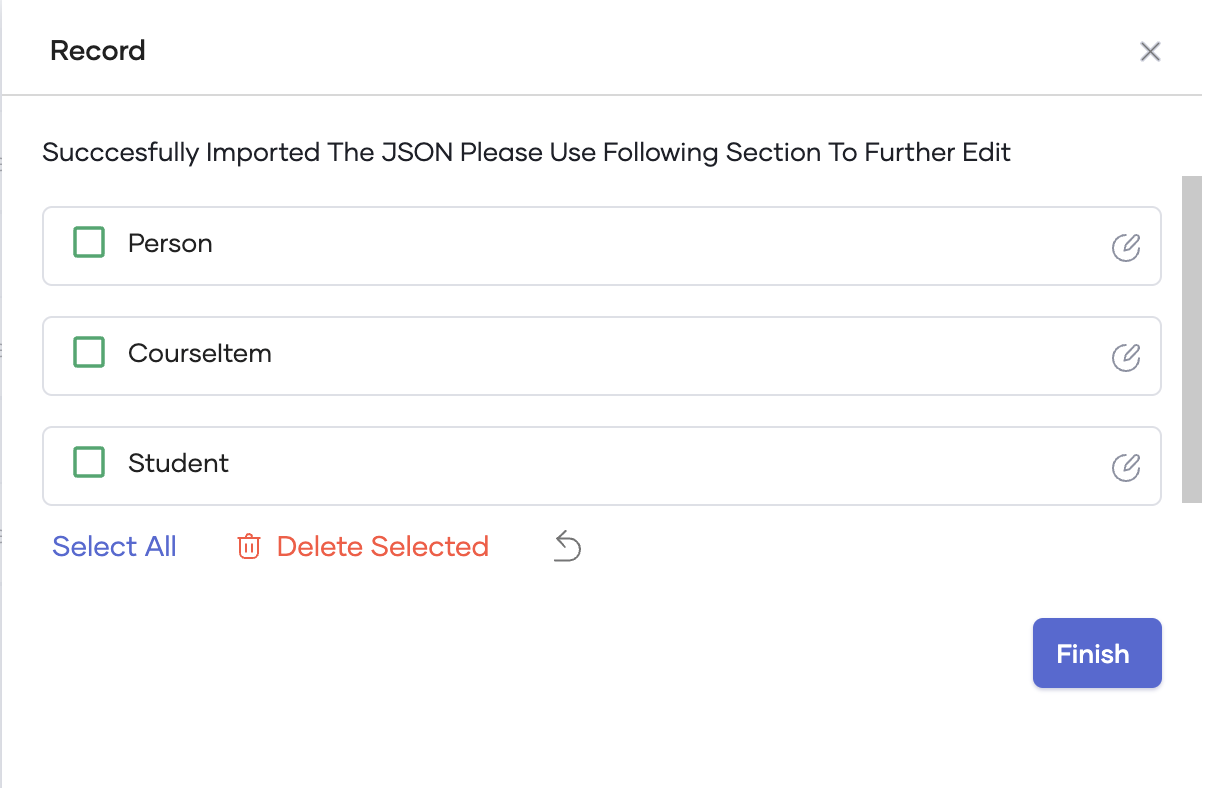 Record
Succcesfully Imported The JSON Please Use Following Section To Further Edit
Person
CourseItem
Student
Select All Delete Selected
Finish